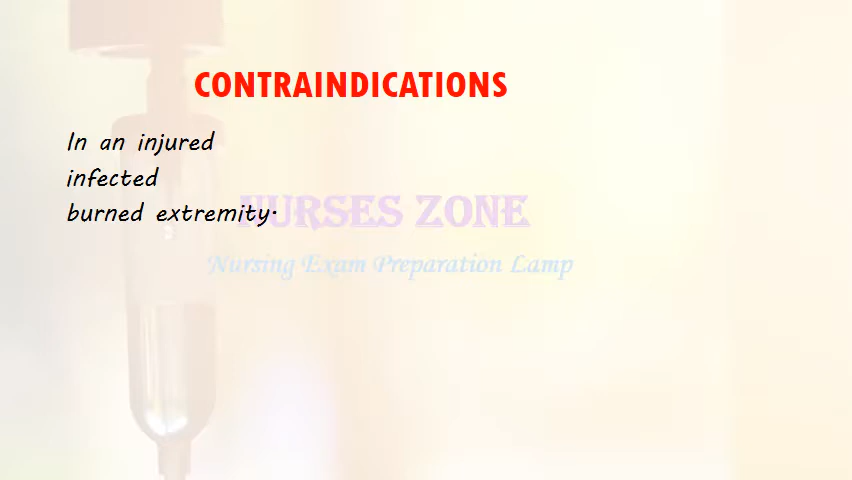 CONTRAINDICATIONS
In an injured
infected
burned extremity.
NURSES ZONE
Nursing Exam Preparation Lamp